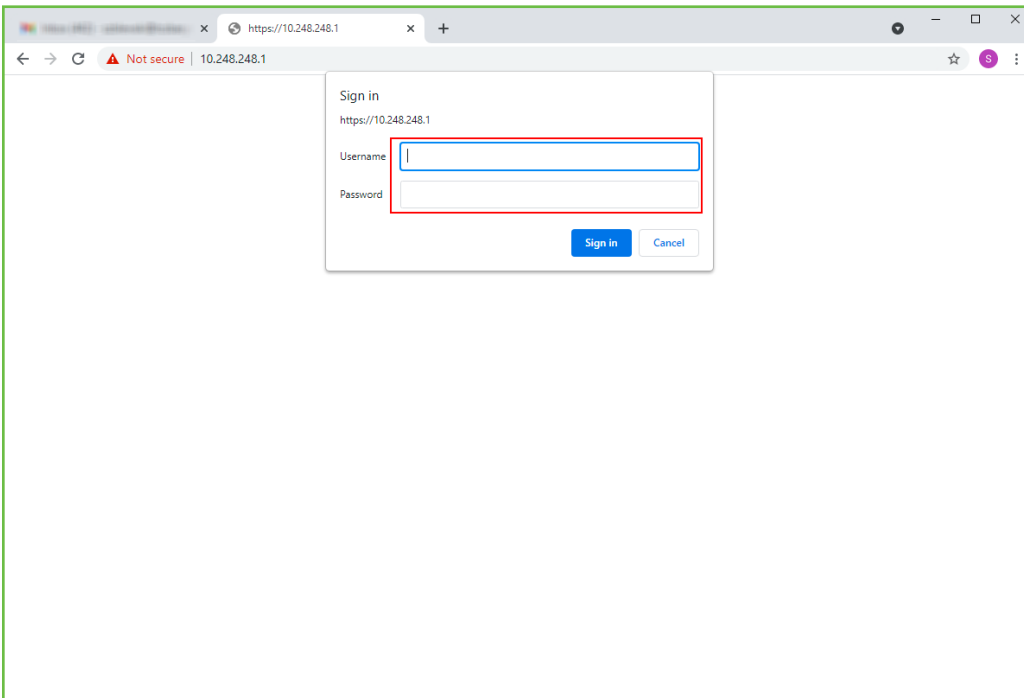 https://10.248.248.1
Not secure 10.248.248.1
S
Sign in
https://10.248.248.1
Username
Password
Sign in Cancel